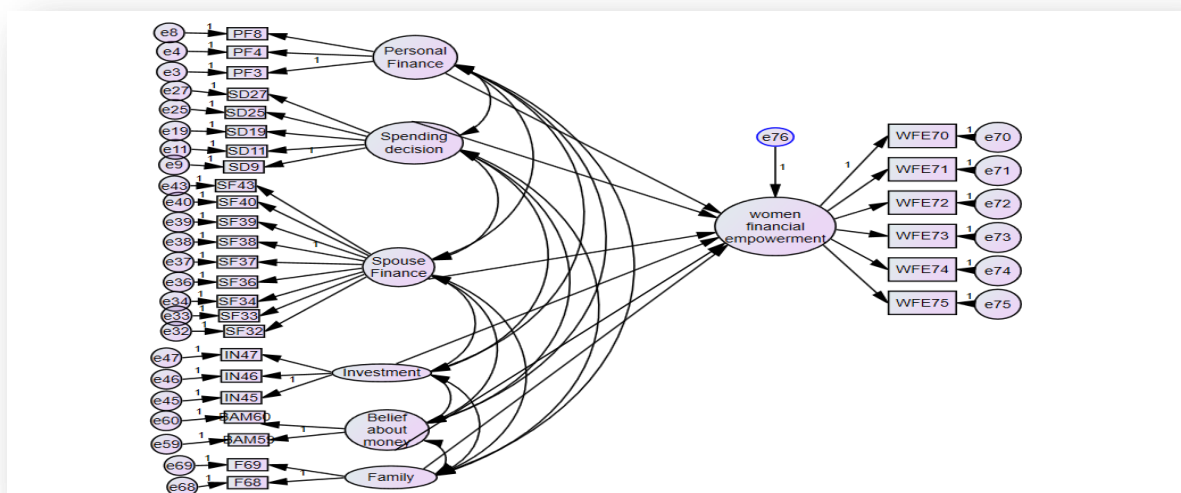 e8 1 PF8
e4 1 PF4
e3 1 PF3
1
Personal
Finance
e27 1 SD27
e25 1 SD25
e19 1 SD19
e11 1 SD11
e9 1 SD9
1
Spending
decision
e43 1 SF43
e40 1 SF40
e39 1 SF39
e38 1 SF38
e37 1 SF37
e36 1 SF36
e34 1 SF34
e33 1 SF33
e32 1 SF32
1
Spouse
Finance
e47 1 IN47
e46 1 IN46
e45 1 IN45
1
Investment
e60 1 BAM60
e59 1 BAM59
1
Belief
about
money
e69 1 F69
e68 1 F68
1
Family
e76
1
women
financial
empowerment
1
WFE70 1 e70
WFE71 1 e71
WFE72 1 e72
WFE73 1 e73
WFE74 1 e74
WFE75 1 e75